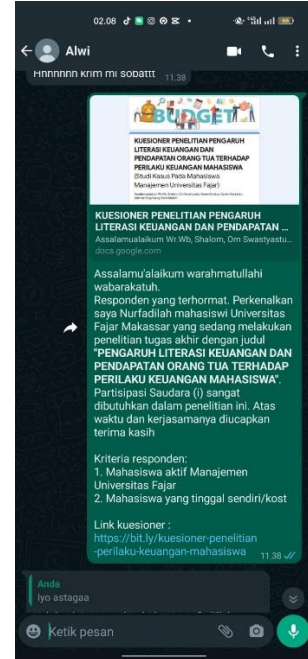 02.08
Alwi
Hhhhhhh krim mi sobattt 11.38
BUDGET
KUESIONER PENELITIAN PENGARUH
LITERASI KEUANGAN DAN
PENDAPATAN ORANG TUA TERHADAP
PERILAKU KEUANGAN MAHASISWA
(Studi Kasus Pada Mahasiswa
Manajemen Universitas Fajar)
KUESIONER PENELITIAN PENGARUH
LITERASI KEUANGAN DAN PENDAPATAN ...
Assalamualaikum Wr.Wb, Shalom, Om Swastyastu...
docs.google.com
Assalamu'alaikum warahmatullahi
wabarakatuh.
Responden yang terhormat. Perkenalkan
saya Nurfadilah mahasiswi Universitas
Fajar Makassar yang sedang melakukan
penelitian tugas akhir dengan judul
"PENGARUH LITERASI KEUANGAN DAN
PENDAPATAN ORANG TUA TERHADAP
PERILAKU KEUANGAN MAHASISWA".
Partisipasi Saudara (i) sangat
dibutuhkan dalam penelitian ini. Atas
waktu dan kerjasamanya diucapkan
terima kasih
Kriteria responden:
1. Mahasiswa aktif Manajemen
Universitas Fajar
2. Mahasiswa yang tinggal sendiri/kost
Link kuesioner :
https://bit.ly/kuesioner-penelitian
-perilaku-keuangan-mahasiswa 11.38
Anda
Iyo astagaa
Ketik pesan